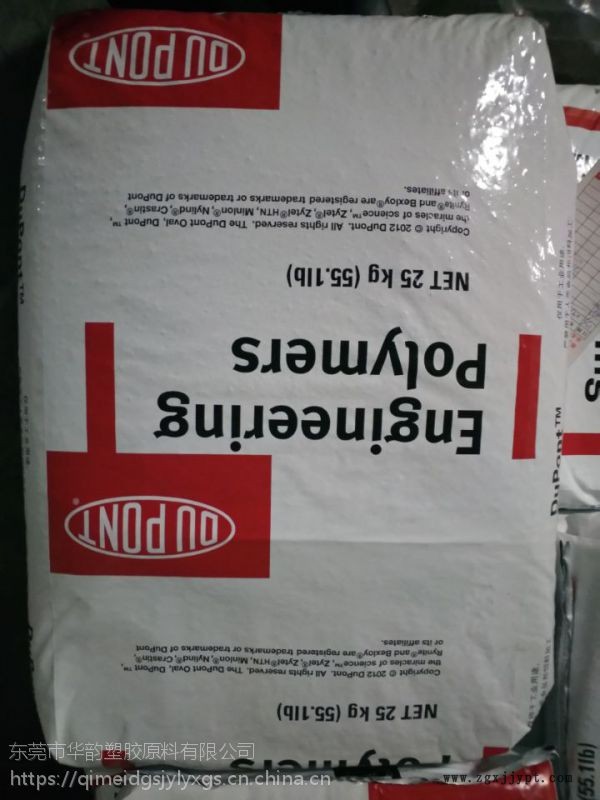 Polymers
NET 25 kg (55.1lb)
Copyright © 2012 DuPont. All rights reserved. The DuPont Oval, DuPont™,
the miracles of science™, Zytel®, Zytel®HTN, Minlon®, Nylind®, Crastin®,
Rynite® and Bexloy® are registered trademarks or trademarks of DuPont
or its affiliates.
DU PONT®
Engineering
Polymers
NET 25 kg (55.1lb)
Copyright © 2012 DuPont. All rights reserved. The DuPont Oval, DuPont™,
the miracles of science™, Zytel®, Zytel®HTN, Minlon®, Nylind®, Crastin®,
Rynite® and Bexloy® are registered trademarks or trademarks of DuPont
or its affiliates.
DU PONT®
DuPont™
DuPont™
(55.1lb)
东莞市华韵塑胶原料有限公司
https://qimeidgsjylyxgs.cn.china.cn
www.zgxjjypt.com